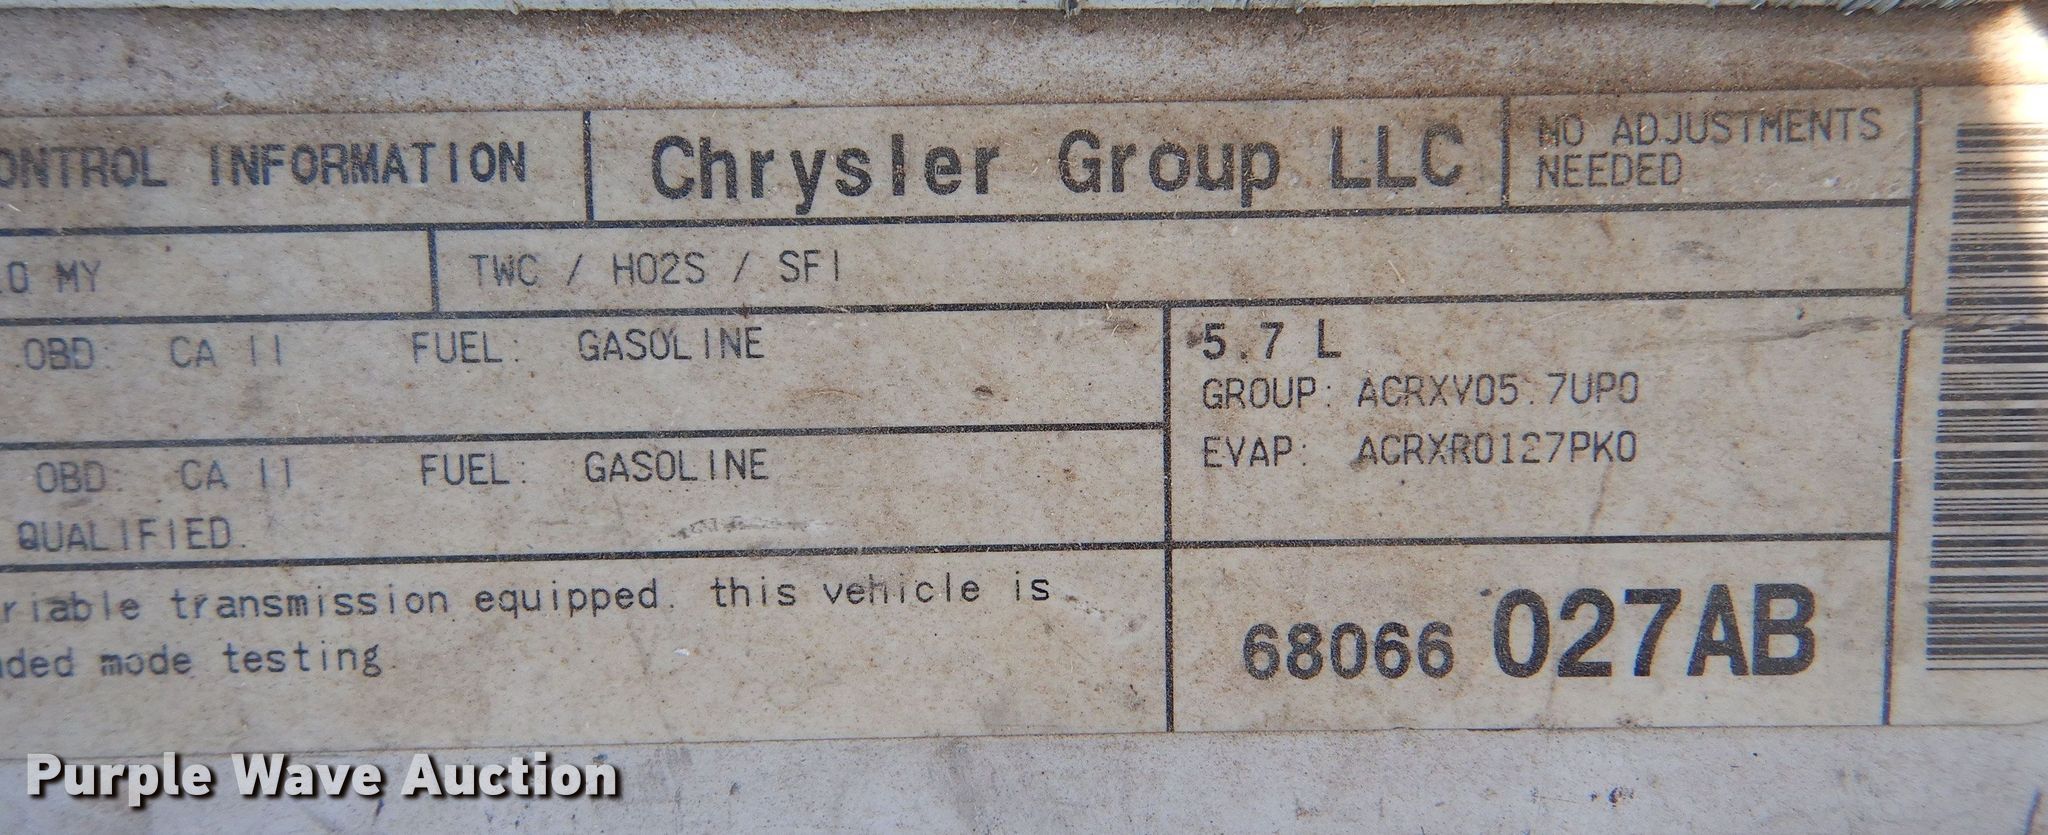 ONTROL INFORMATION
Chrysler Group LLC
NO ADJUSTMENTS
NEEDED
0 MY
TWC / HO2S / SFI
OBD: CA II FUEL: GASOLINE
5.7 L
GROUP: ACRXV05.7UP0
OBD: CA II FUEL: GASOLINE
EVAP: ACRXR0127PK0
QUALIFIED.
riable transmission equipped. this vehicle is
ded mode testing.
68066 027AB
Purple Wave Auction